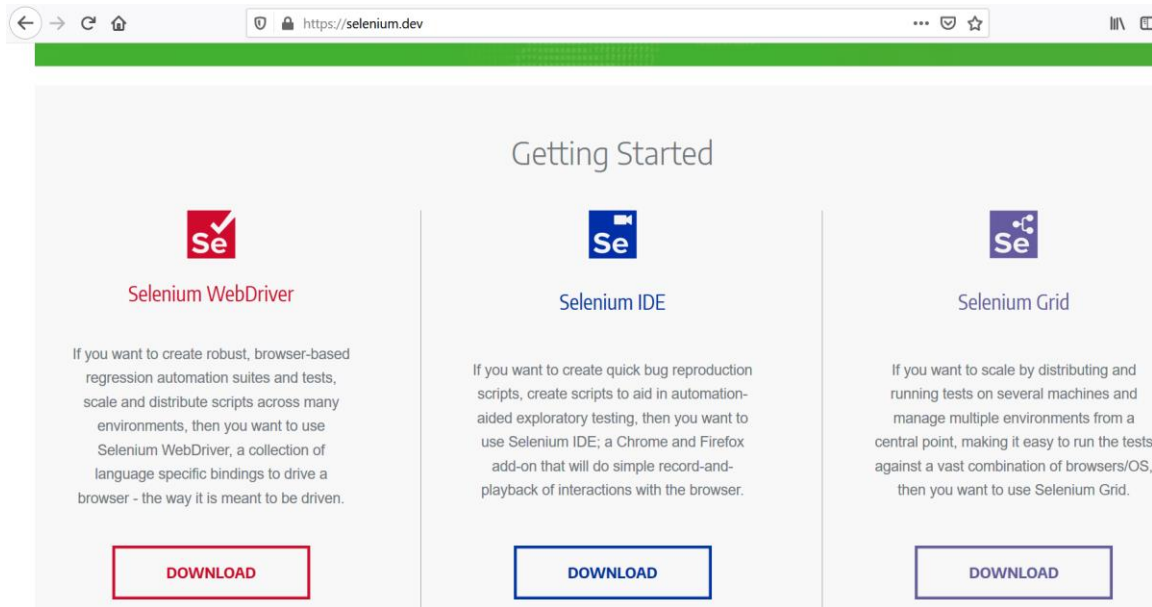 https://selenium.dev
Getting Started
Se
Selenium WebDriver
If you want to create robust, browser-based
regression automation suites and tests,
scale and distribute scripts across many
environments, then you want to use
Selenium WebDriver, a collection of
language specific bindings to drive a
browser - the way it is meant to be driven.
DOWNLOAD
Se
Selenium IDE
If you want to create quick bug reproduction
scripts, create scripts to aid in automation-
aided exploratory testing, then you want to
use Selenium IDE; a Chrome and Firefox
add-on that will do simple record-and-
playback of interactions with the browser.
DOWNLOAD
Se
Selenium Grid
If you want to scale by distributing and
running tests on several machines and
manage multiple environments from a
central point, making it easy to run the tests
against a vast combination of browsers/OS,
then you want to use Selenium Grid.
DOWNLOAD